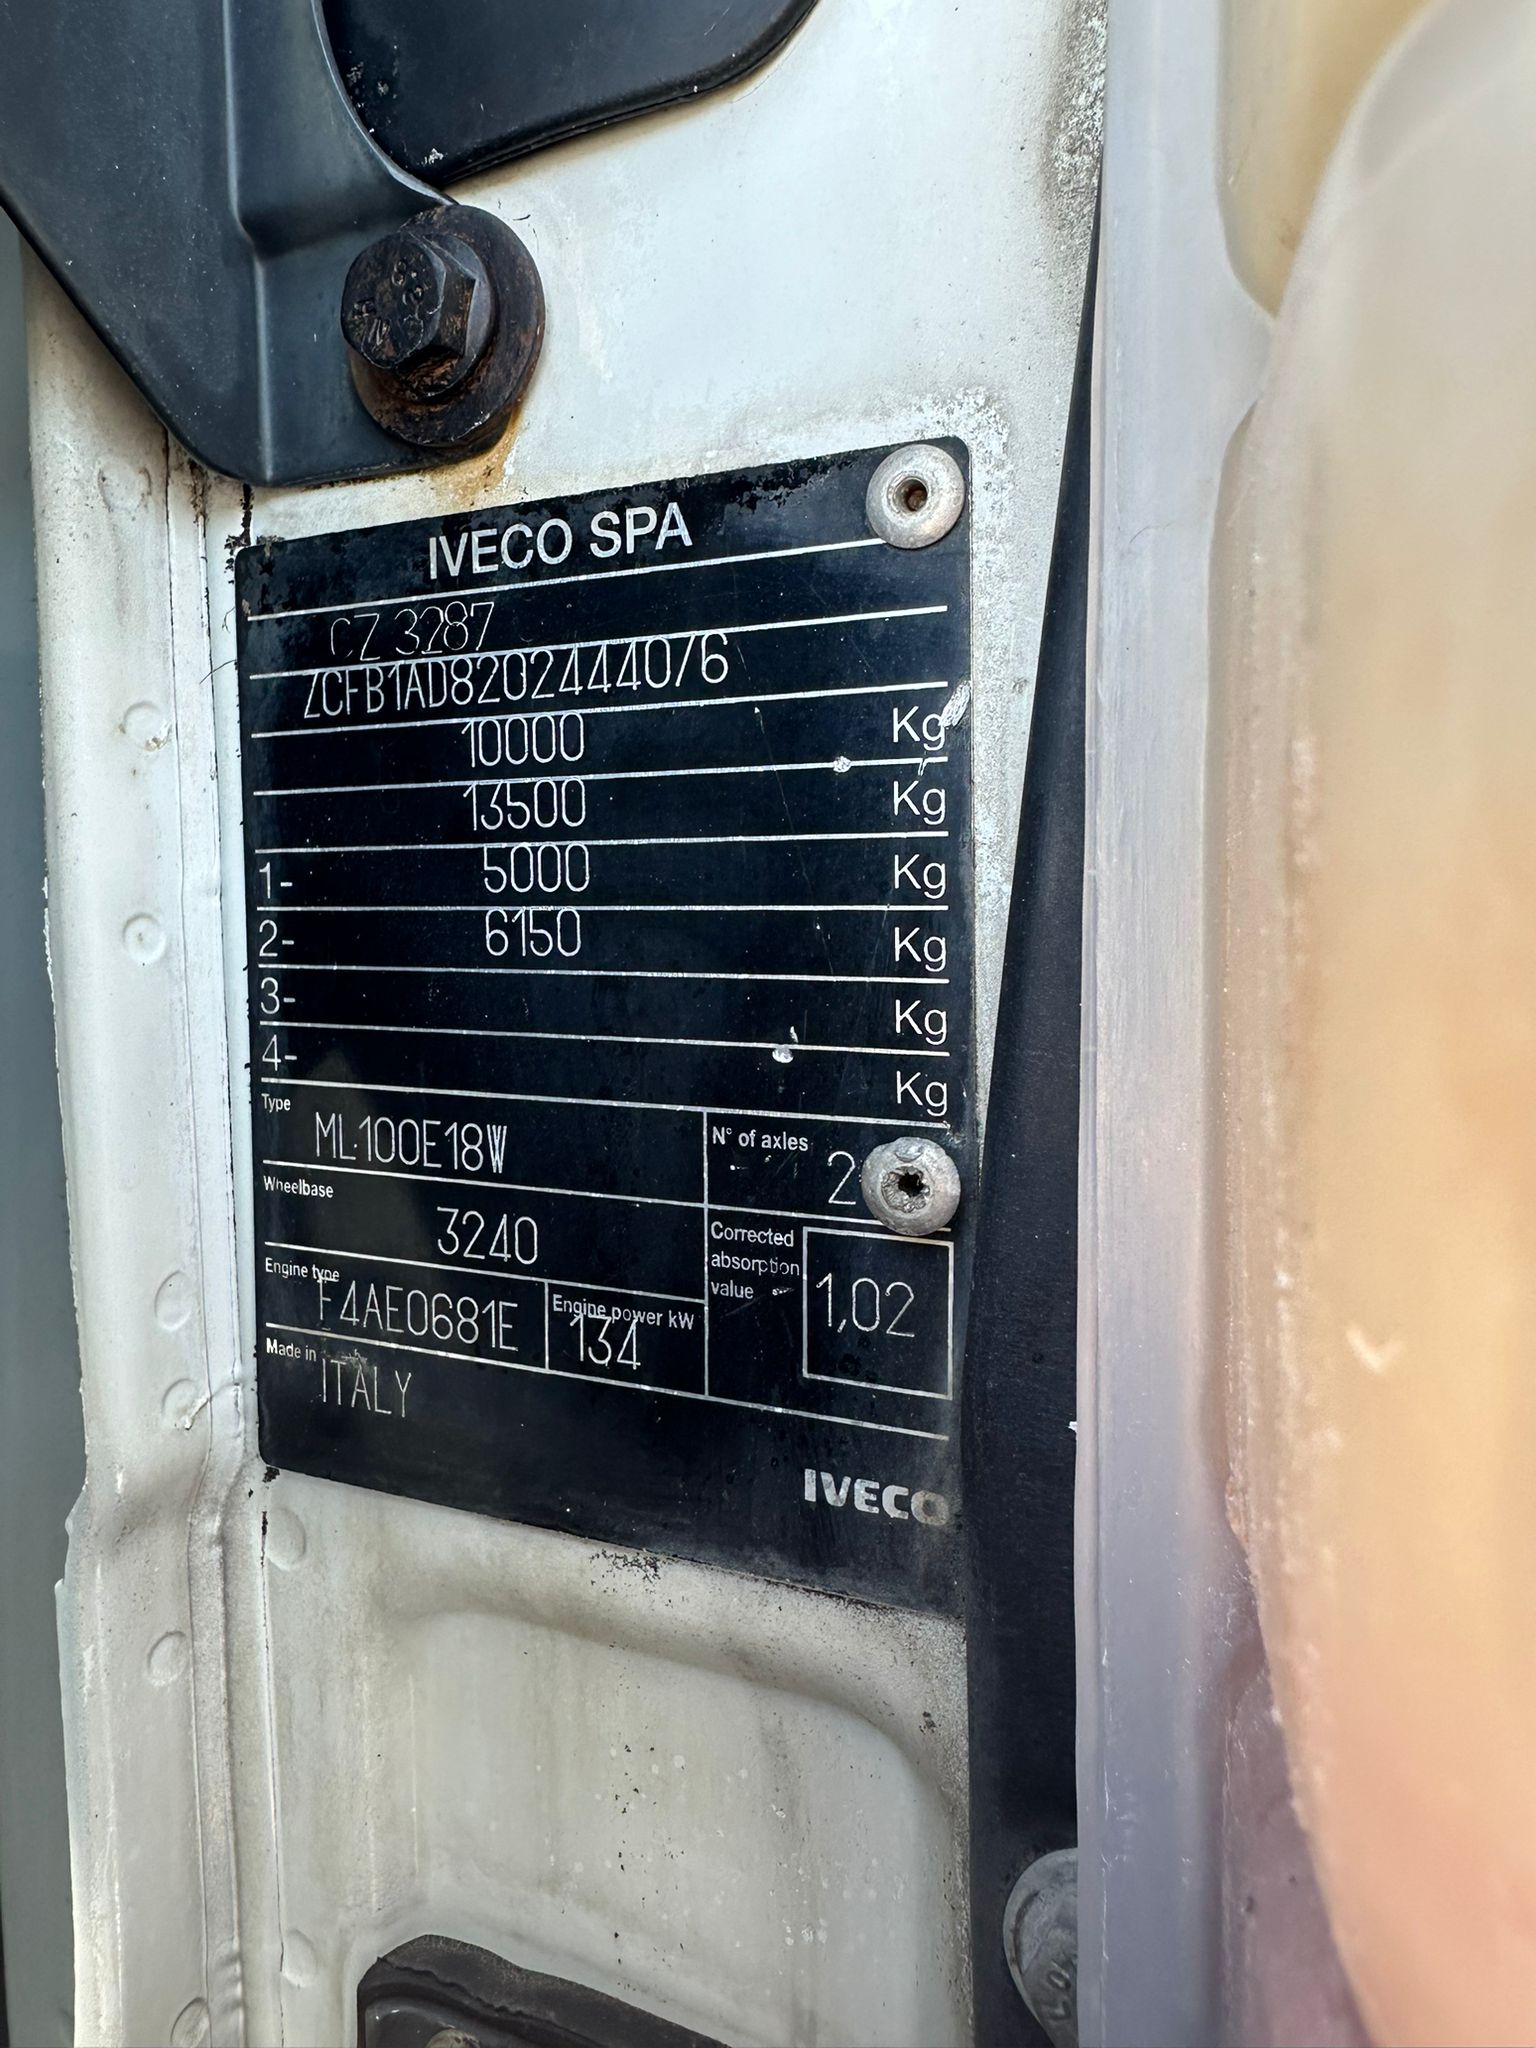 IVECO SPA
CZ 3287
ZCFB1AD8202444076
10000 Kg
13500 Kg
1- 5000 Kg
2- 6150 Kg
3- Kg
4- Kg
Type
ML100E18W
N° of axles
2
Wheelbase
3240
Corrected
absorption
value
1,02
Engine type
F4AE0681E
Engine power kW
134
Made in
ITALY
IVECO